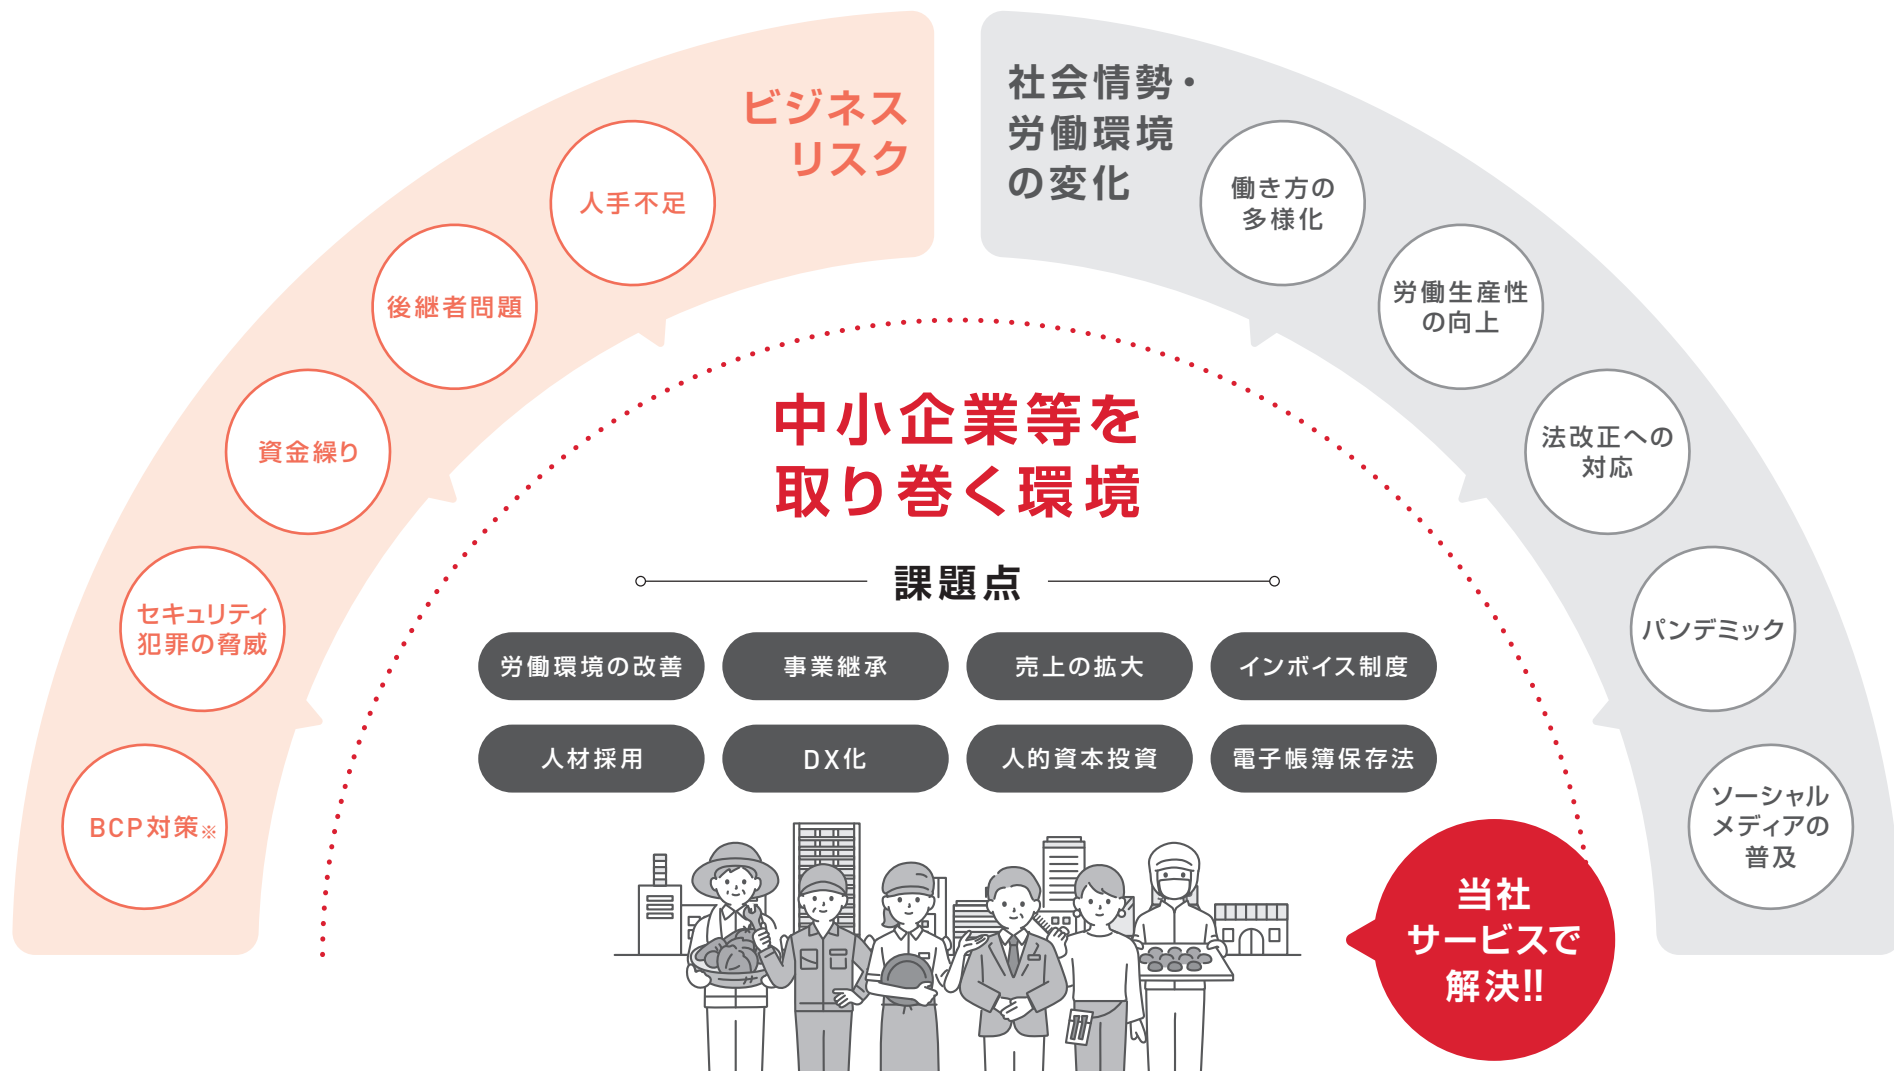 ビジネス
リスク
人手不足
後継者問題
資金繰り
セキュリティ
犯罪の脅威
BCP対策※
社会情勢・
労働環境
の変化
働き方の
多様化
労働生産性
の向上
法改正への
対応
パンデミック
ソーシャル
メディアの
普及
中小企業等を
取り巻く環境
課題点
労働環境の改善
事業継承
売上の拡大
インボイス制度
人材採用
DX化
人的資本投資
電子帳簿保存法
当社
サービスで
解決!!